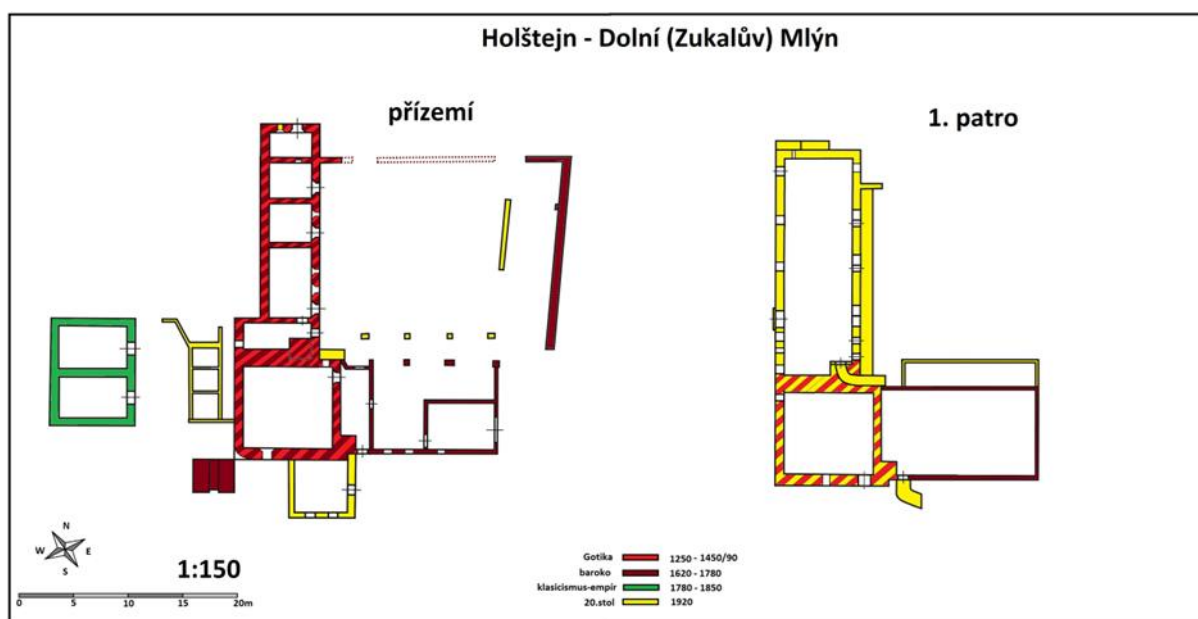 Holštejn - Dolní (Zukalův) Mlýn
přízemí
1. patro
N
W E
S
1:150
0 5 10 15 20m
Gotika 1250 - 1450/90
baroko 1620 - 1780
klasicismus-empír 1780 - 1850
20.stol 1920